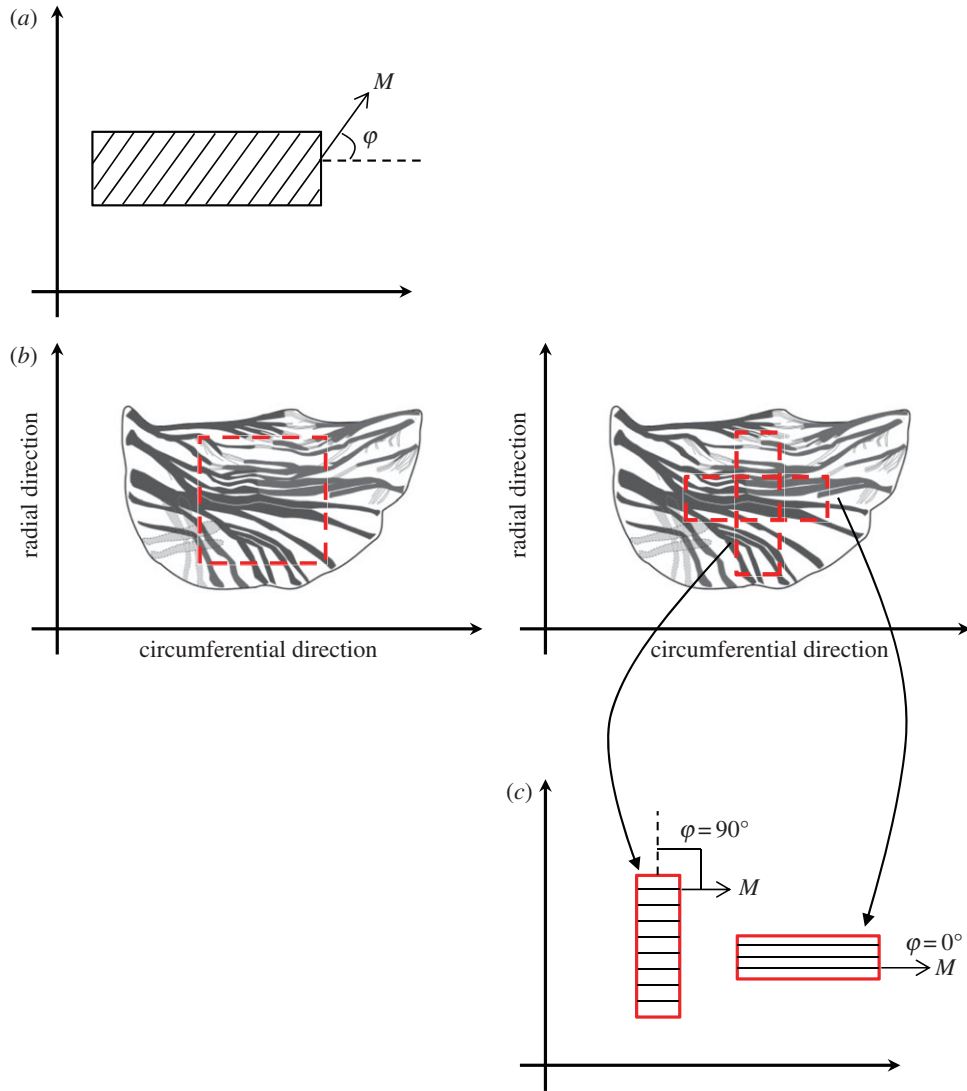 (a)
M
φ
(b)
radial direction
circumferential direction
radial direction
circumferential direction
(c)
φ = 90°
M
φ = 0°
M